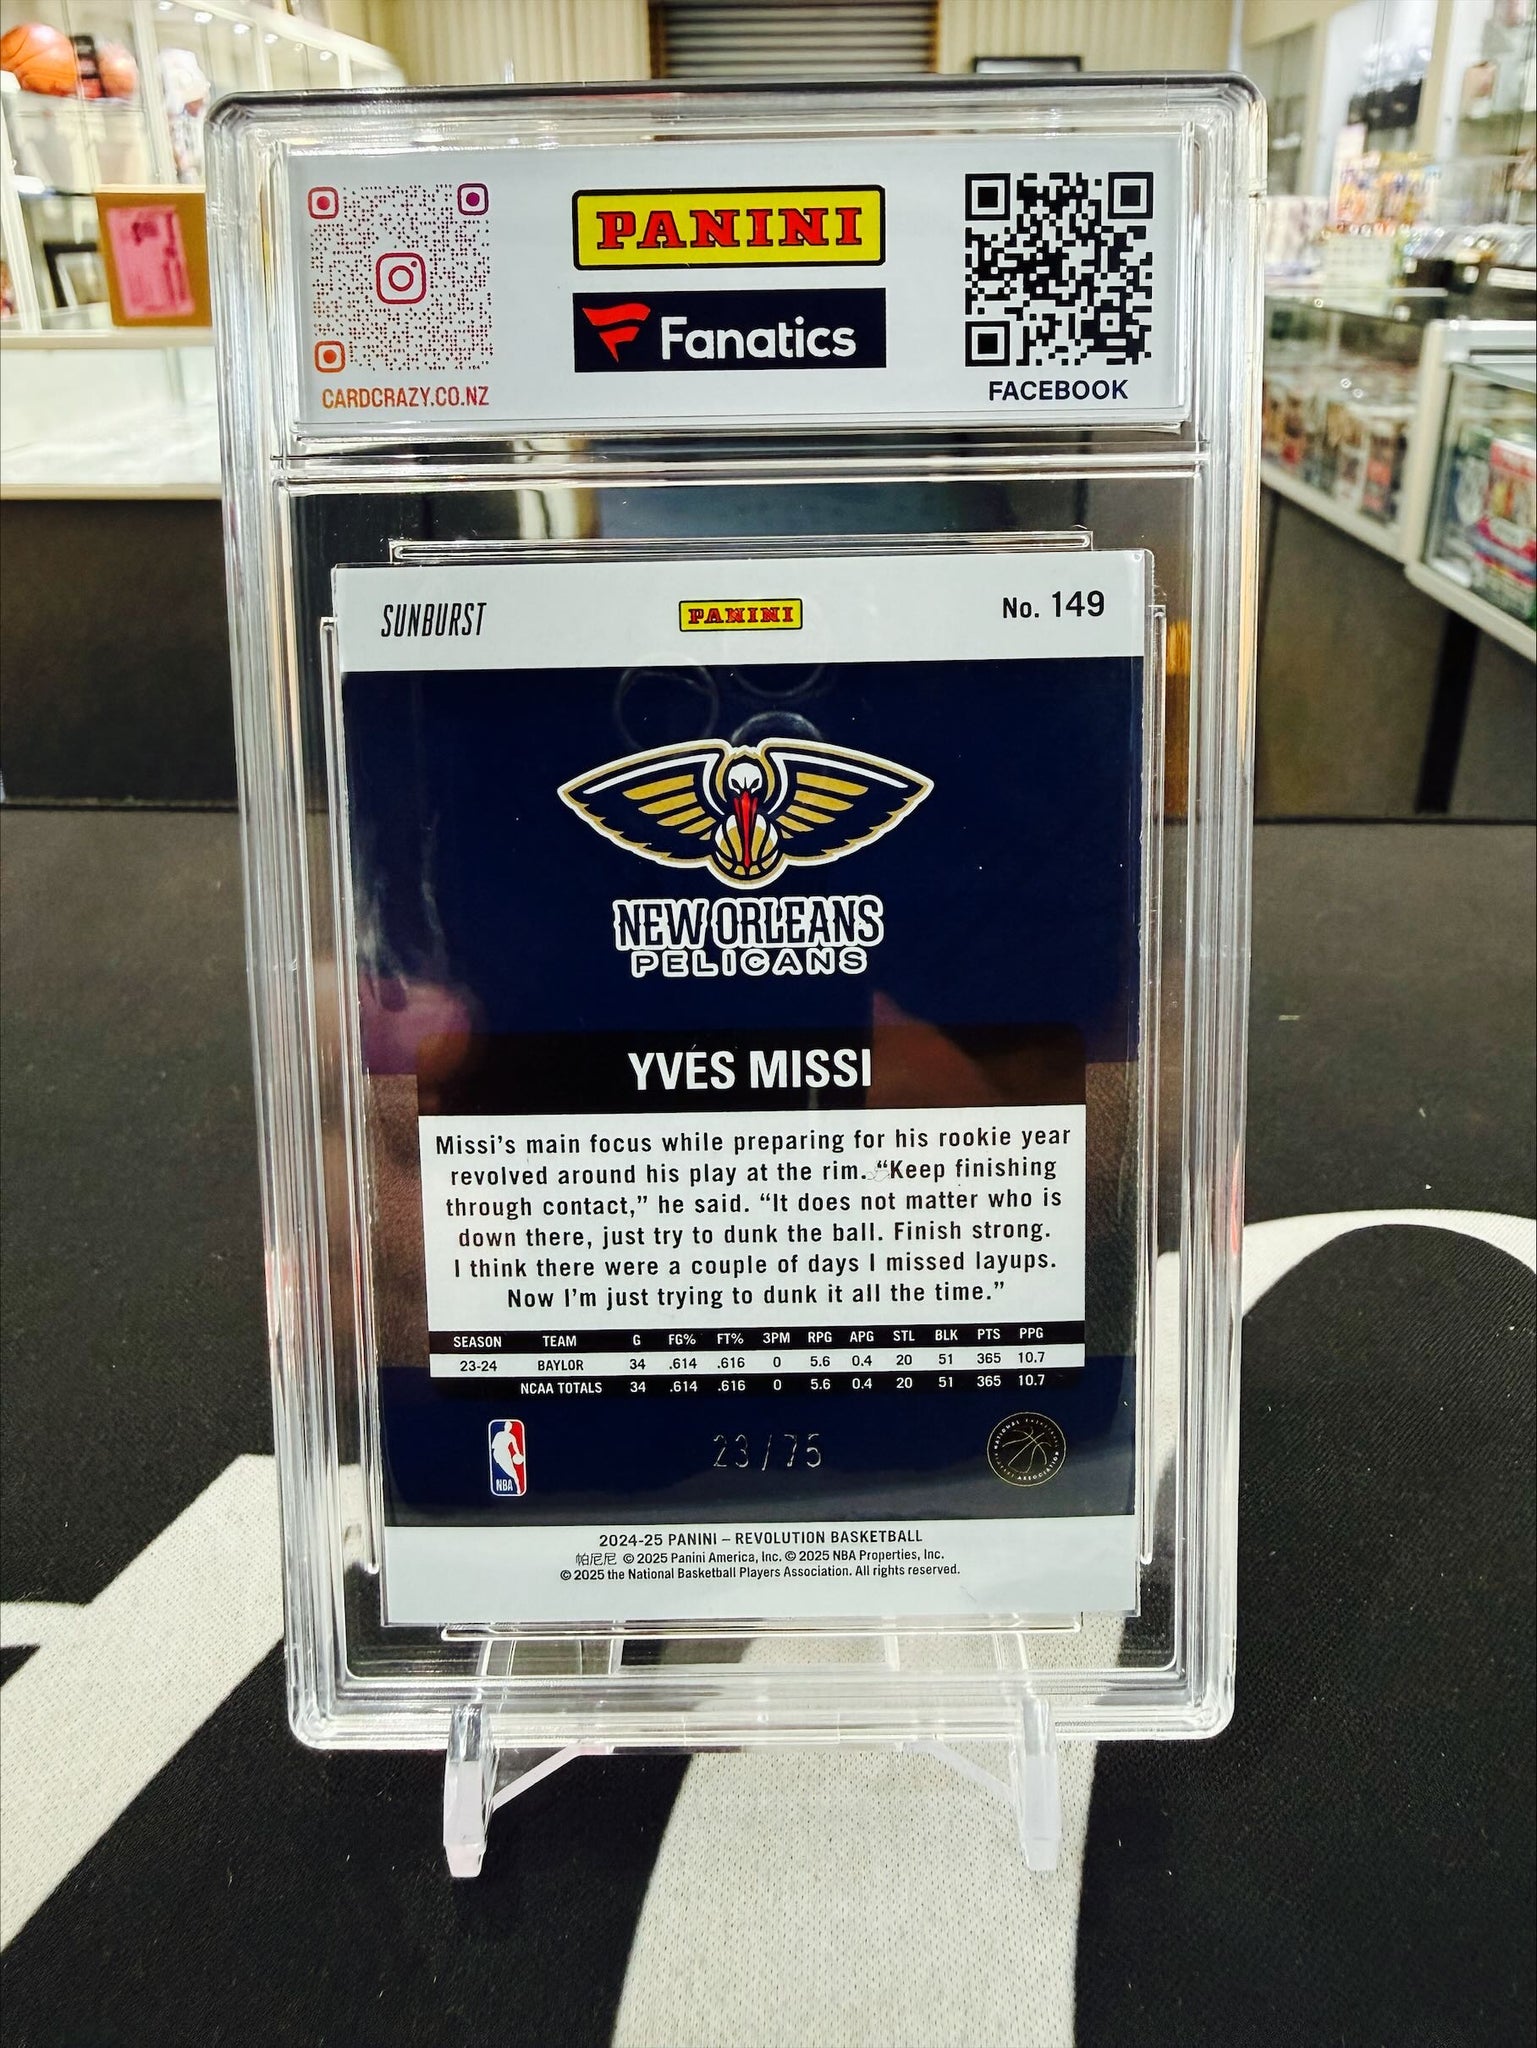 PANINI
Fanatics
CARDCRAZY.CO.NZ
FACEBOOK
SUNBURST
PANINI
No. 149
NEW ORLEANS
PELICANS
YVES MISSI
Missi's main focus while preparing for his rookie year
revolved around his play at the rim. “Keep finishing
through contact,” he said. “It does not matter who is
down there, just try to dunk the ball. Finish strong.
I think there were a couple of days I missed layups.
Now I'm just trying to dunk it all the time.”
SEASON TEAM G FG% FT% 3PM RPG APG STL BLK PTS PPG
23-24 BAYLOR 34 .614 .616 0 5.6 0.4 20 51 365 10.7
NCAA TOTALS 34 .614 .616 0 5.6 0.4 20 51 365 10.7
NBA
23/75
NATIONAL BASKETBALL PLAYERS ASSOCIATION
2024-25 PANINI – REVOLUTION BASKETBALL
帕尼尼 © 2025 Panini America, Inc. © 2025 NBA Properties, Inc.
© 2025 the National Basketball Players Association. All rights reserved.